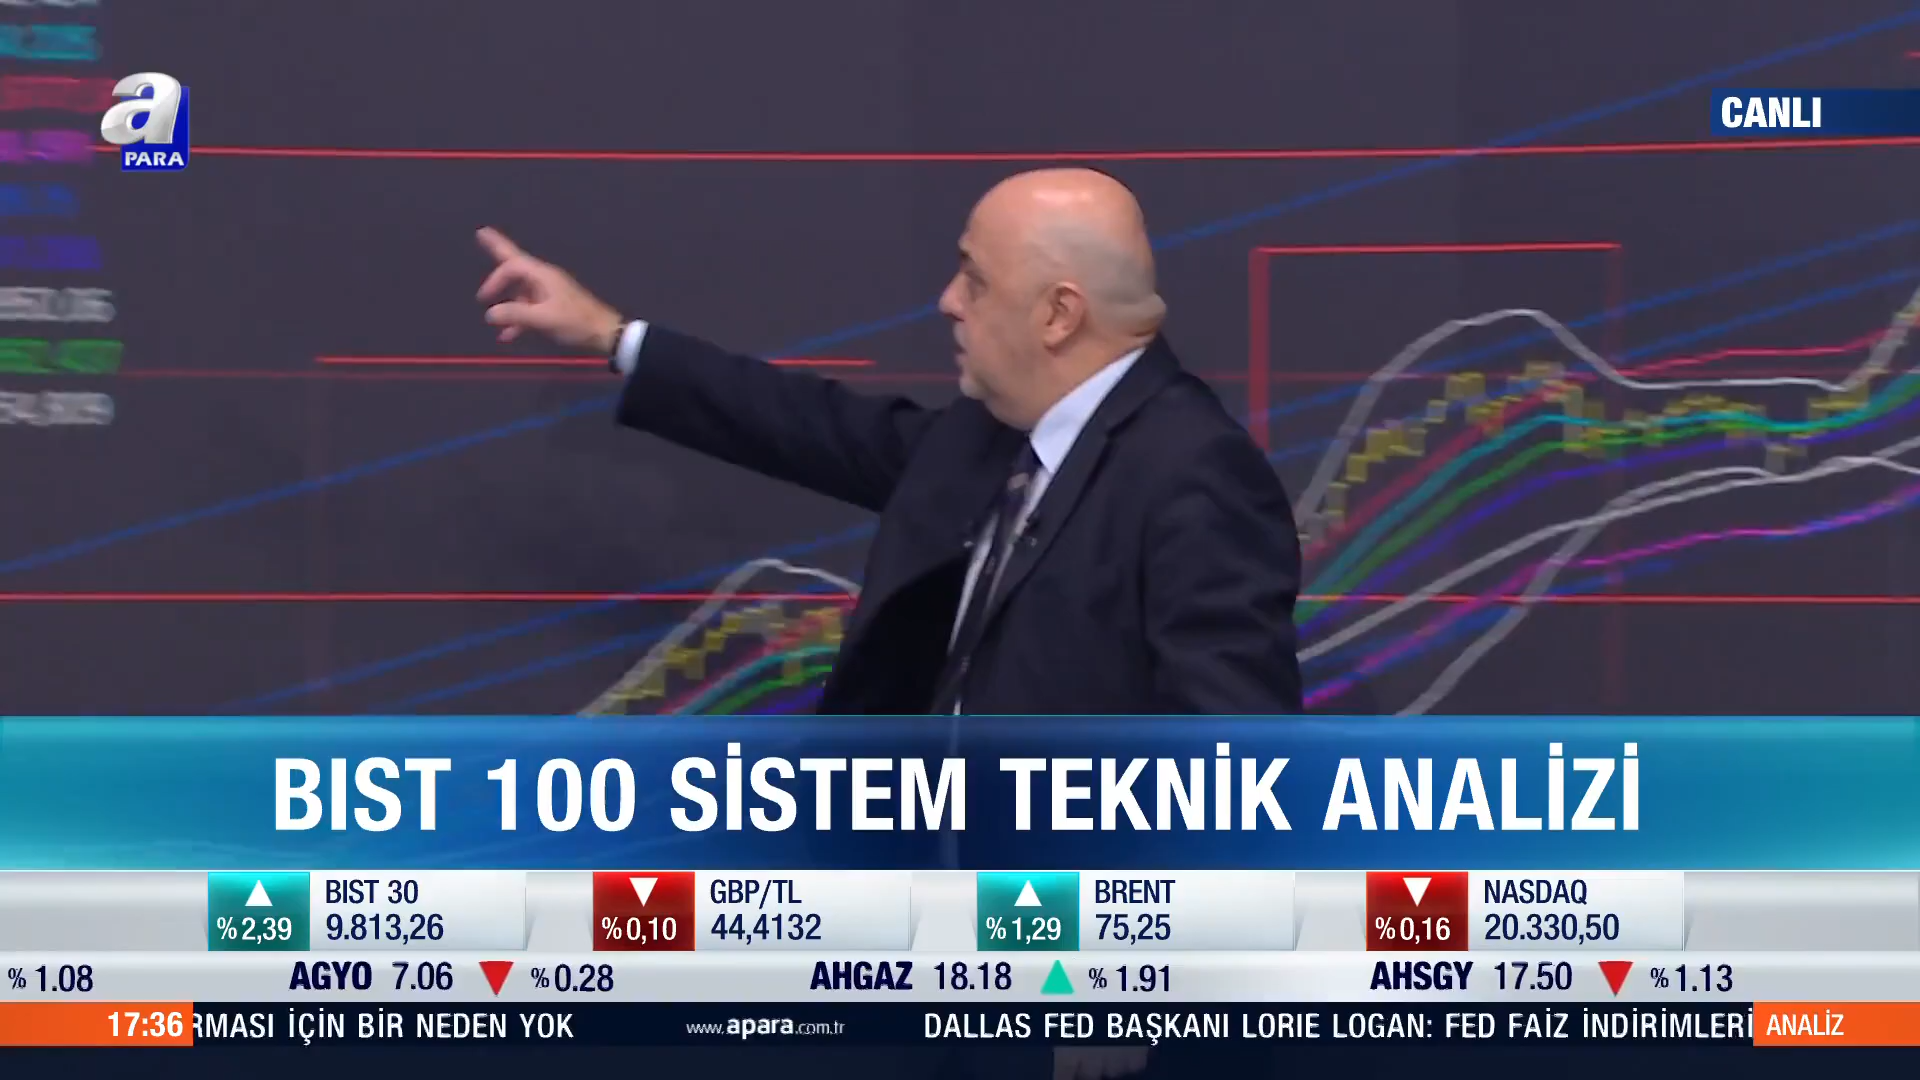 a
PARA
CANLI
BIST 100 SİSTEM TEKNİK ANALİZİ
%2,39 BIST 30 9.813,26
%0,10 GBP/TL 44,4132
%1,29 BRENT 75,25
%0,16 NASDAQ 20.330,50
%1.08 AGYO 7.06 %0.28 AHGAZ 18.18 %1.91 AHSGY 17.50 %1.13
17:36 RMASI İÇİN BİR NEDEN YOK www.apara.com.tr DALLAS FED BAŞKANI LORIE LOGAN: FED FAİZ İNDİRİMLERİ ANALİZ